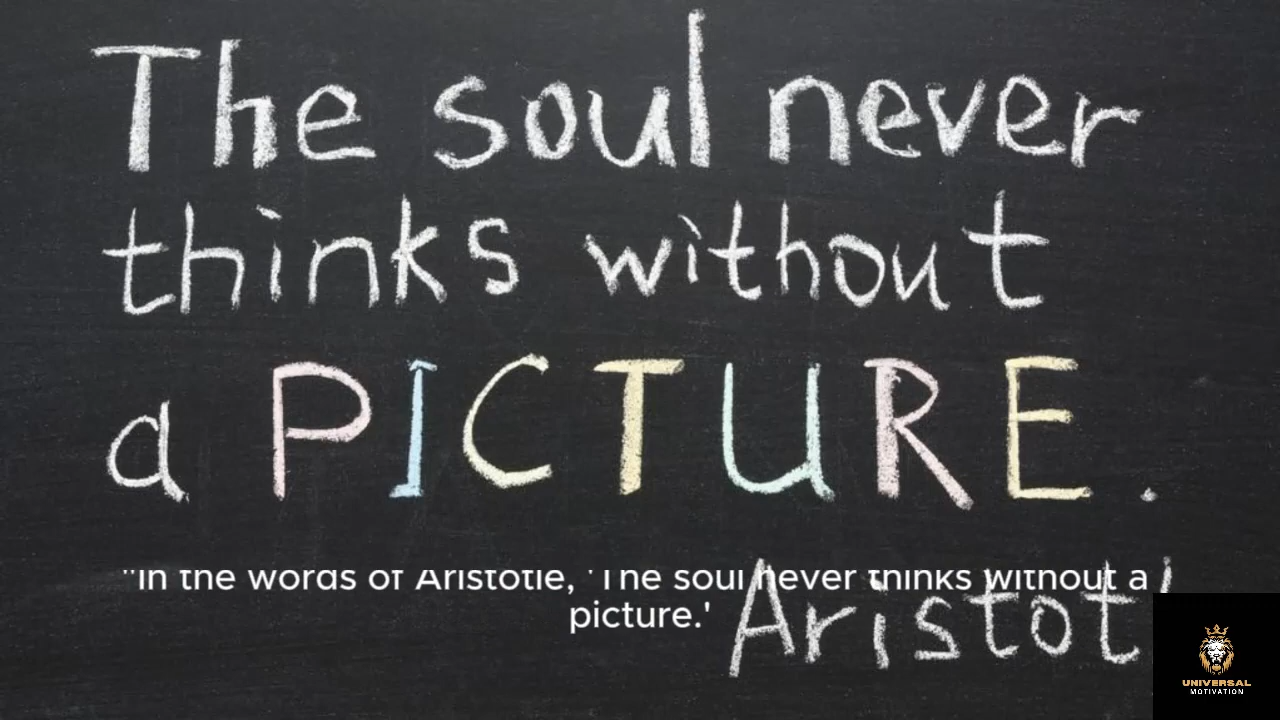 The soul never
thinks without
a PICTURE.
"In the words of Aristotle, 'The soul never thinks without a
picture.'
Aristotl
UNIVERSAL
MOTIVATION